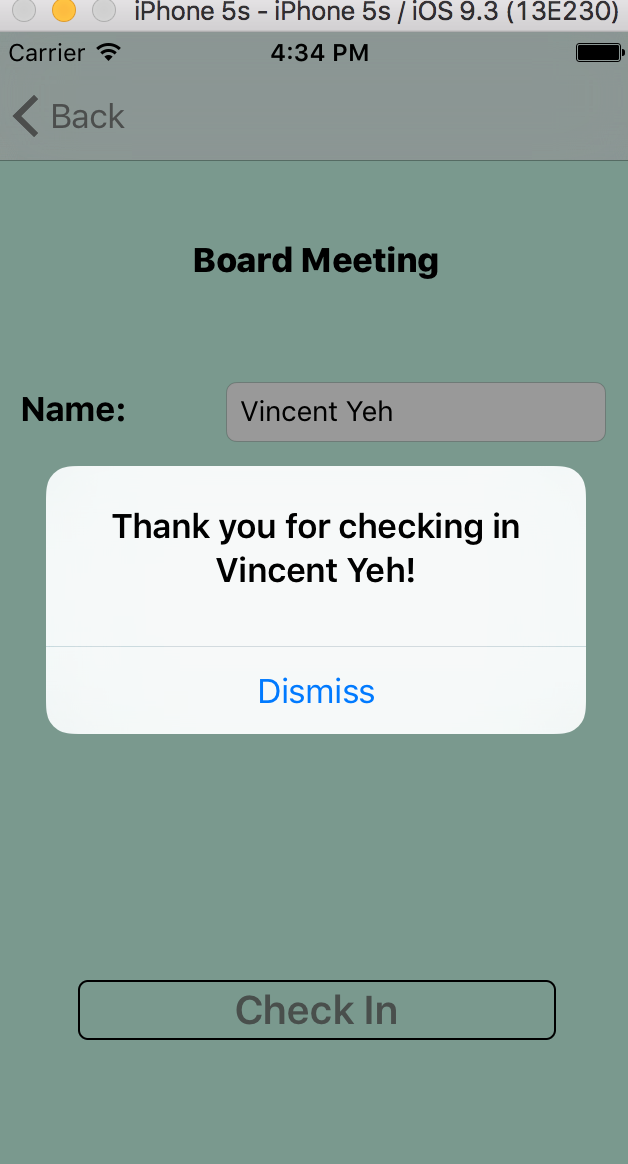 iPhone 5s - iPhone 5s / iOS 9.3 (13E230)
Carrier 4:34 PM
Back
Board Meeting
Name: Vincent Yeh
Thank you for checking in
Vincent Yeh!
Dismiss
Check In